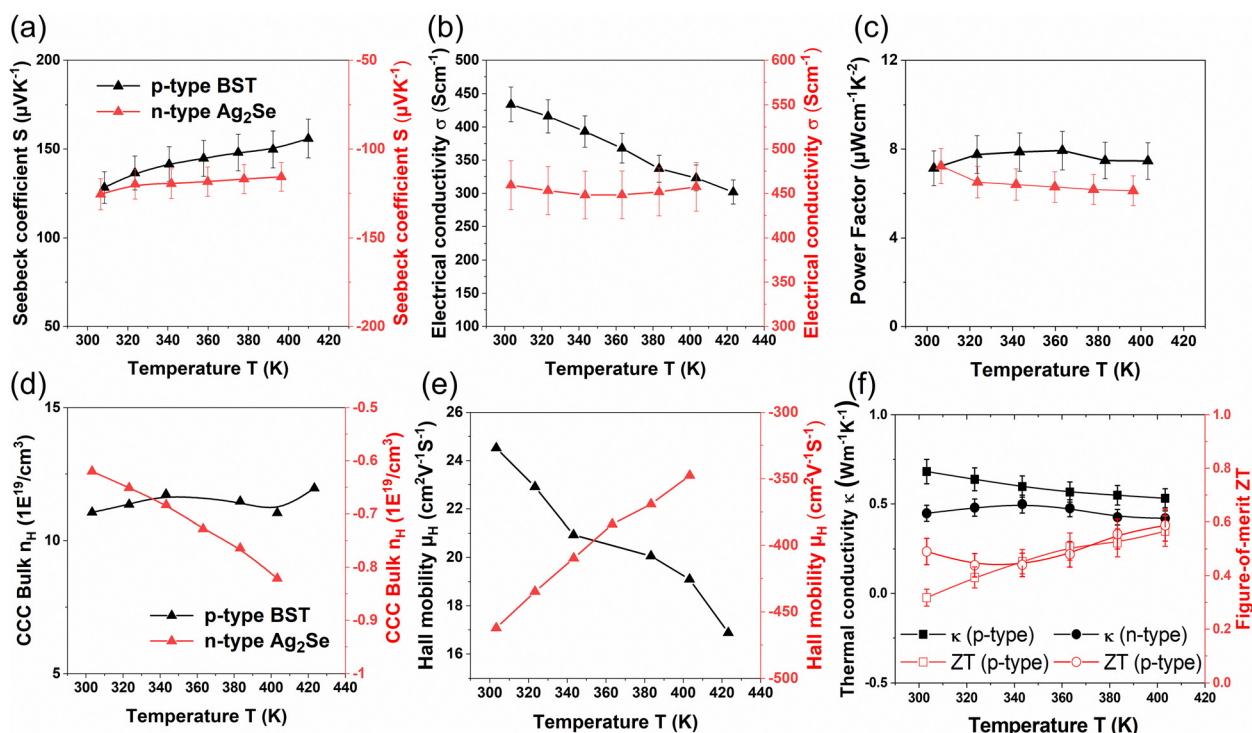 (a)
200
150
100
50
Seebeck coefficient S (µVK⁻¹)
p-type BST
n-type Ag₂Se
-50
-100
-150
-200
Seebeck coefficient S (µVK⁻¹)
300 320 340 360 380 400 420
Temperature T (K)
(b)
500
450
400
350
300
250
200
150
100
Electrical conductivity σ (Scm⁻¹)
600
550
500
450
400
350
300
Electrical conductivity σ (Scm⁻¹)
300 320 340 360 380 400 420 440
Temperature T (K)
(c)
12
8
4
0
Power Factor (µWcm⁻¹K⁻²)
300 320 340 360 380 400 420
Temperature T (K)
(d)
15
10
5
CCC Bulk n_H (1E¹⁹/cm³)
p-type BST
n-type Ag₂Se
-0.5
-0.6
-0.7
-0.8
-0.9
-1
CCC Bulk n_H (1E¹⁹/cm³)
300 320 340 360 380 400 420 440
Temperature T (K)
(e)
26
24
22
20
18
16
Hall mobility µ_H (cm²V⁻¹S⁻¹)
-300
-350
-400
-450
-500
Hall mobility µ_H (cm²V⁻¹S⁻¹)
300 320 340 360 380 400 420 440
Temperature T (K)
(f)
1.0
0.5
0.0
-0.5
Thermal conductivity κ (Wm⁻¹K⁻¹)
κ (p-type) κ (n-type)
ZT (p-type) ZT (p-type)
1.0
0.8
0.6
0.4
0.2
0.0
Figure-of-merit ZT
300 320 340 360 380 400 420
Temperature T (K)